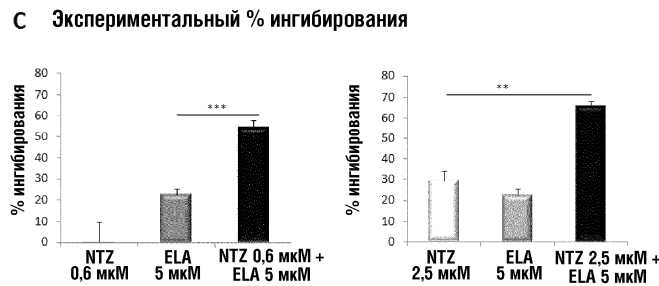 C Экспериментальный % ингибирования
% ингибирования
80
70
60
50
40
30
20
10
0
***
NTZ 0,6 мкМ
ELA 5 мкМ
NTZ 0,6 мкМ + ELA 5 мкМ
% ингибирования
80
70
60
50
40
30
20
10
0
**
NTZ 2,5 мкМ
ELA 5 мкМ
NTZ 2,5 мкМ + ELA 5 мкМ